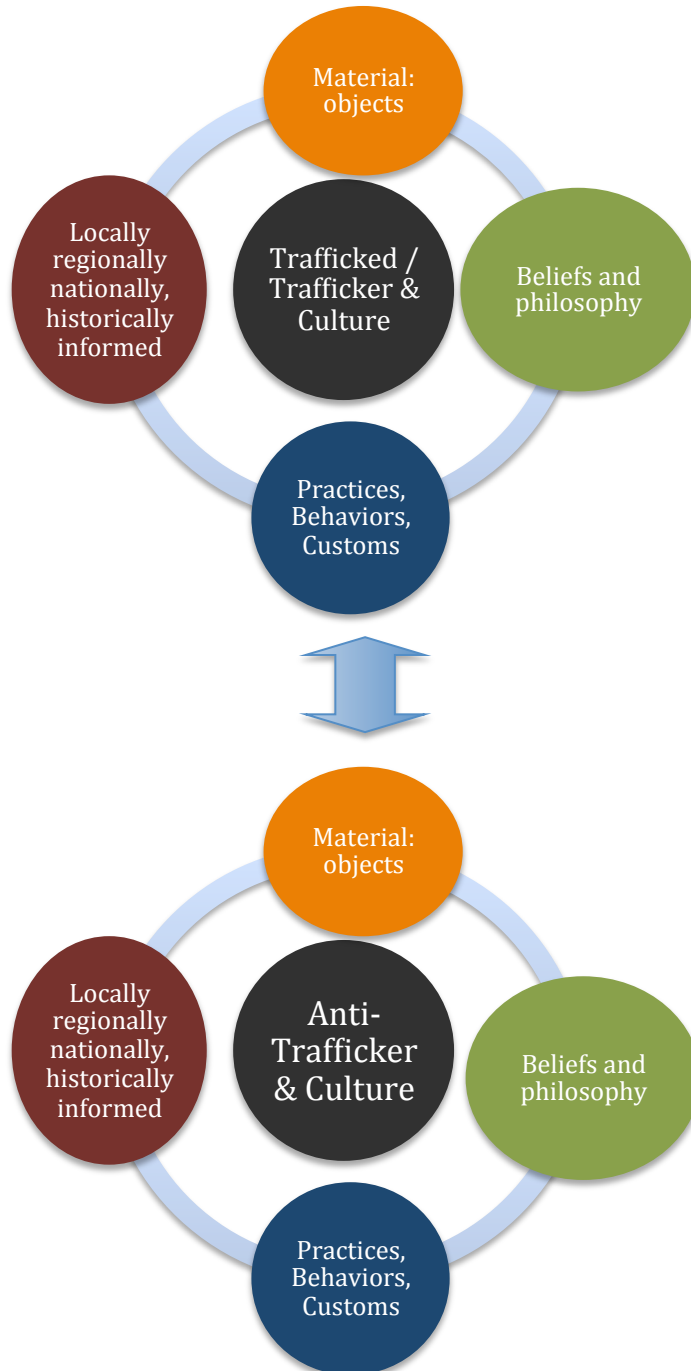 Material:
objects
Locally
regionally
nationally,
historically
informed
Trafficked /
Trafficker &
Culture
Beliefs and
philosophy
Practices,
Behaviors,
Customs
Material:
objects
Locally
regionally
nationally,
historically
informed
Anti-
Trafficker
& Culture
Beliefs and
philosophy
Practices,
Behaviors,
Customs